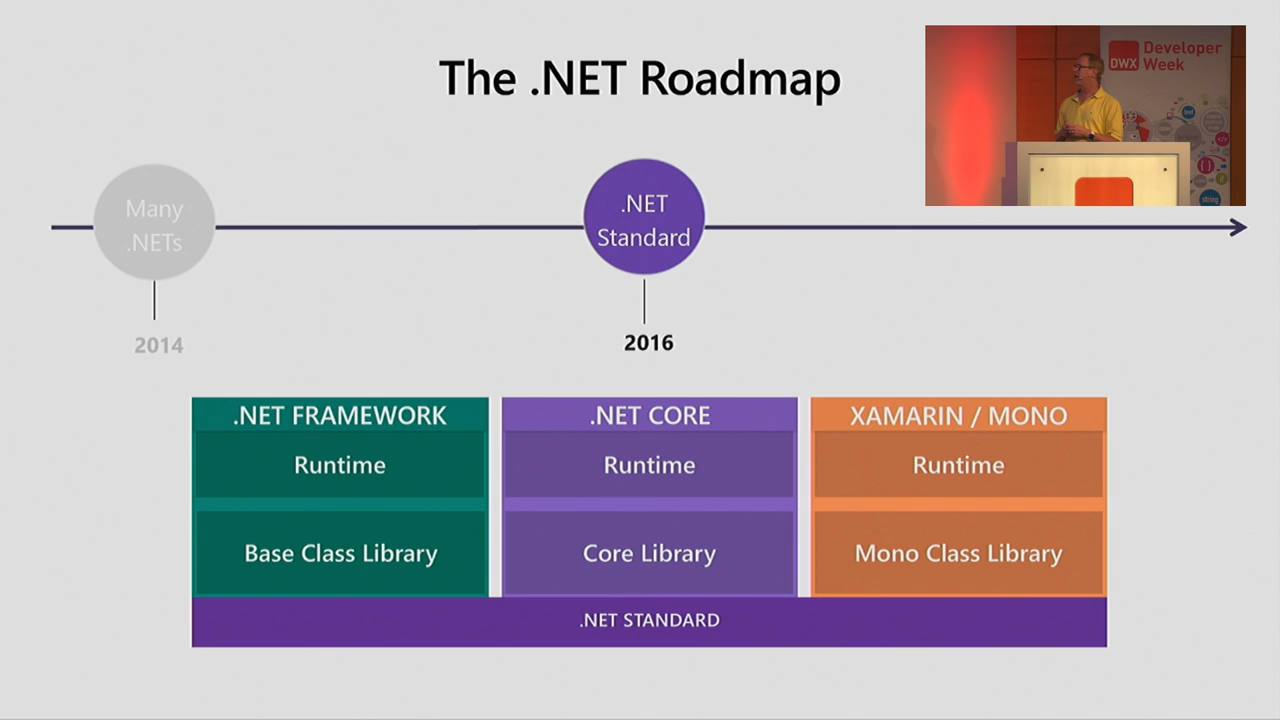 The .NET Roadmap
DWX
Developer
Week
Many
.NETs
.NET
Standard
2014
2016
string
.NET FRAMEWORK
.NET CORE
XAMARIN / MONO
Runtime
Runtime
Runtime
Base Class Library
Core Library
Mono Class Library
.NET STANDARD